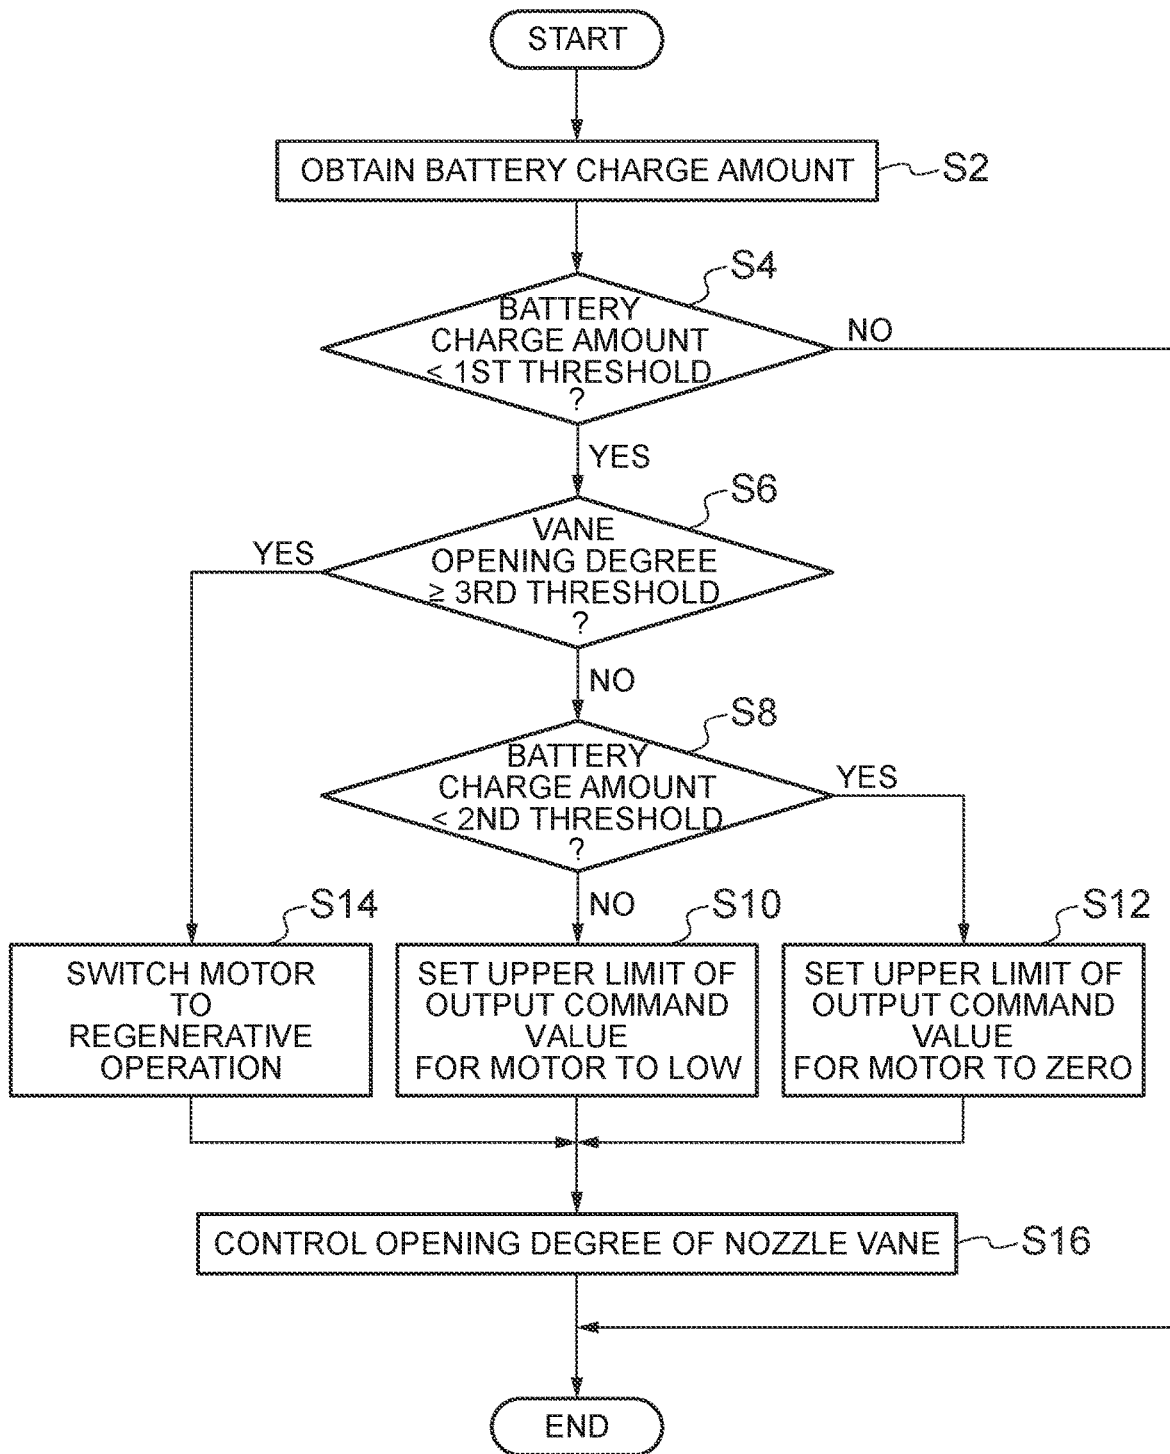 START
OBTAIN BATTERY CHARGE AMOUNT
S2
S4
BATTERY
CHARGE AMOUNT
< 1ST THRESHOLD
?
NO
YES
S6
VANE
OPENING DEGREE
≥ 3RD THRESHOLD
?
YES
NO
S8
BATTERY
CHARGE AMOUNT
< 2ND THRESHOLD
?
YES
NO
S14
SWITCH MOTOR
TO
REGENERATIVE
OPERATION
S10
SET UPPER LIMIT OF
OUTPUT COMMAND
VALUE
FOR MOTOR TO LOW
S12
SET UPPER LIMIT OF
OUTPUT COMMAND
VALUE
FOR MOTOR TO ZERO
CONTROL OPENING DEGREE OF NOZZLE VANE
S16
END